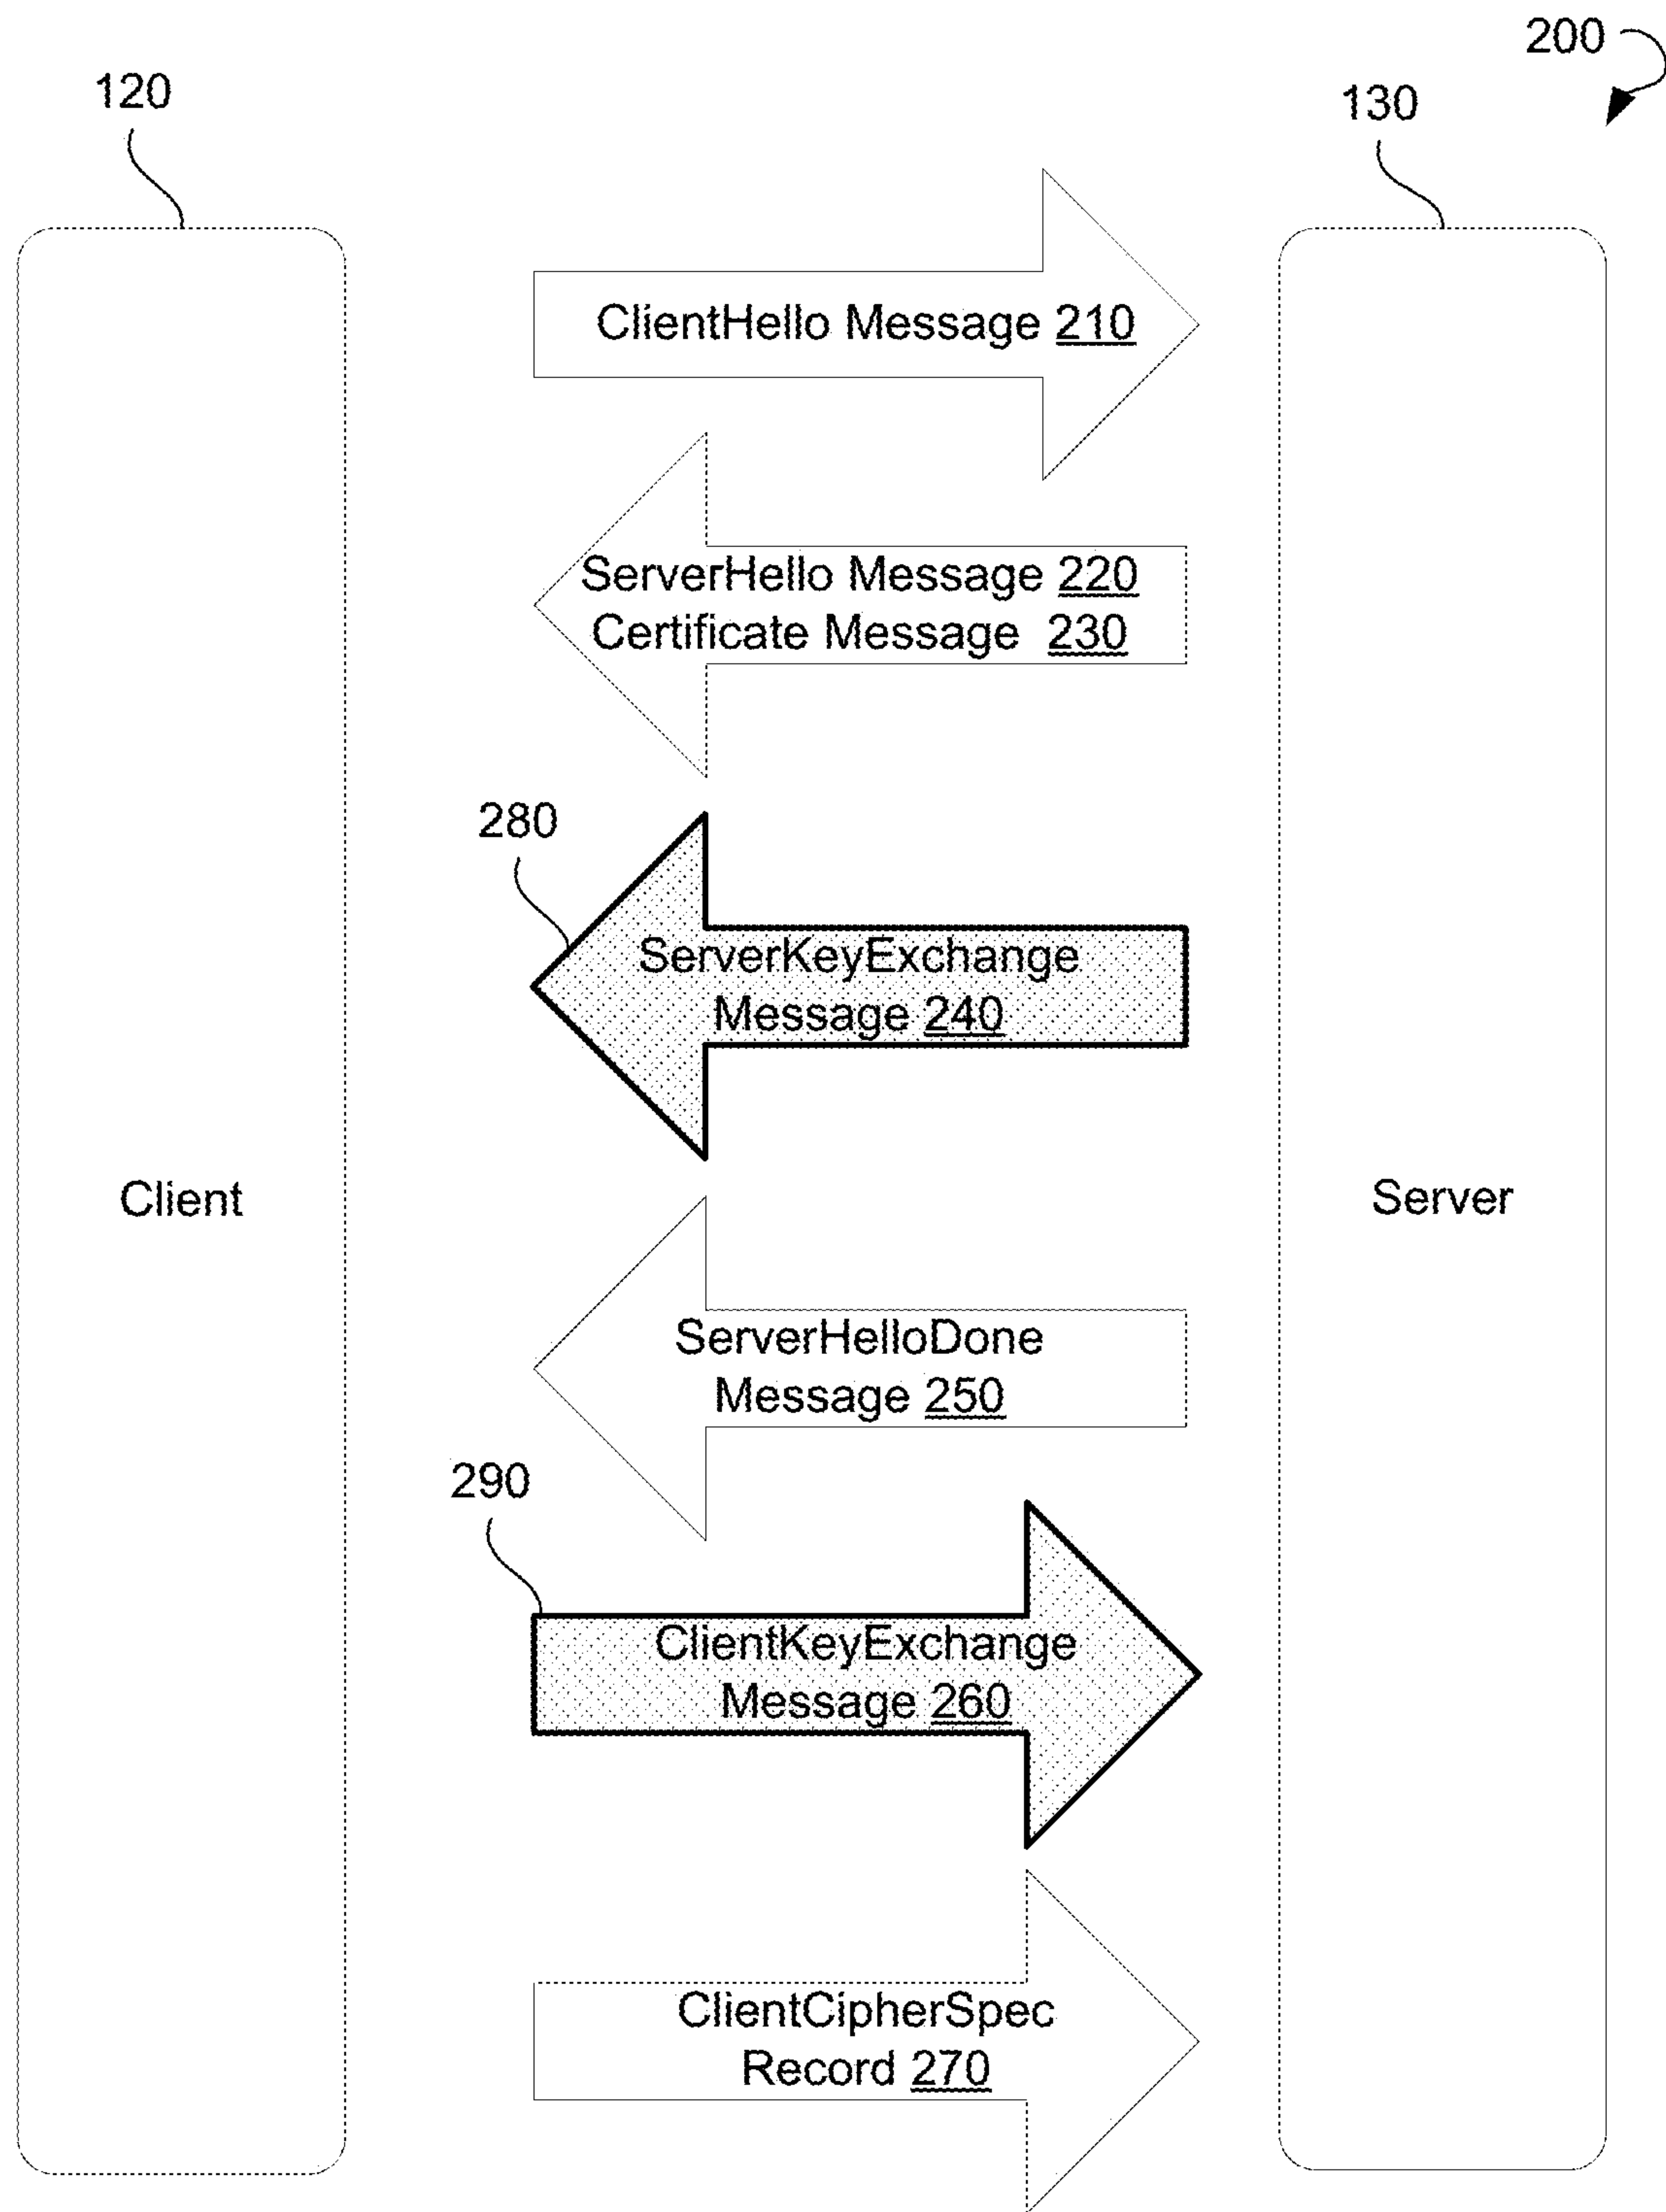 200
120
130
ClientHello Message 210
ServerHello Message 220
Certificate Message 230
280
ServerKeyExchange
Message 240
Client
Server
ServerHelloDone
Message 250
290
ClientKeyExchange
Message 260
ClientCipherSpec
Record 270